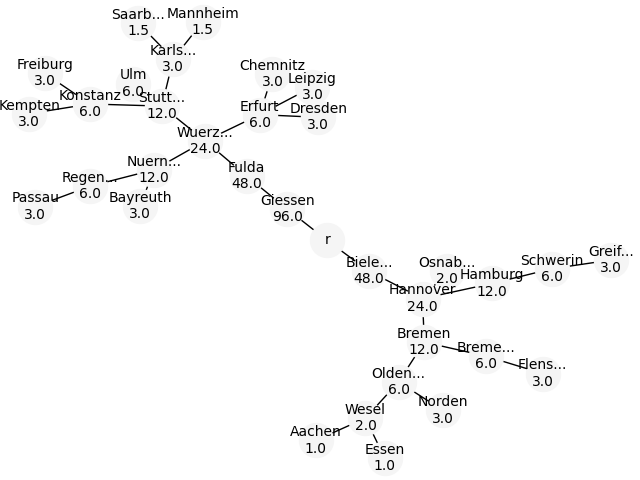 Saarb...
1.5
Mannheim
1.5
Karls...
3.0
Freiburg
3.0
Ulm
6.0
Chemnitz
3.0
Leipzig
3.0
Kempten
3.0
Konstanz
6.0
Stutt...
12.0
Erfurt
6.0
Dresden
3.0
Wuerz...
24.0
Nuern...
12.0
Fulda
48.0
Regen...
6.0
Passau
3.0
Bayreuth
3.0
Giessen
96.0
r
Biele...
48.0
Osnab...
2.0
Hannover
24.0
Hamburg
12.0
Schwerin
6.0
Greif...
3.0
Bremen
12.0
Breme...
6.0
Flens...
3.0
Olden...
6.0
Norden
3.0
Wesel
2.0
Aachen
1.0
Essen
1.0